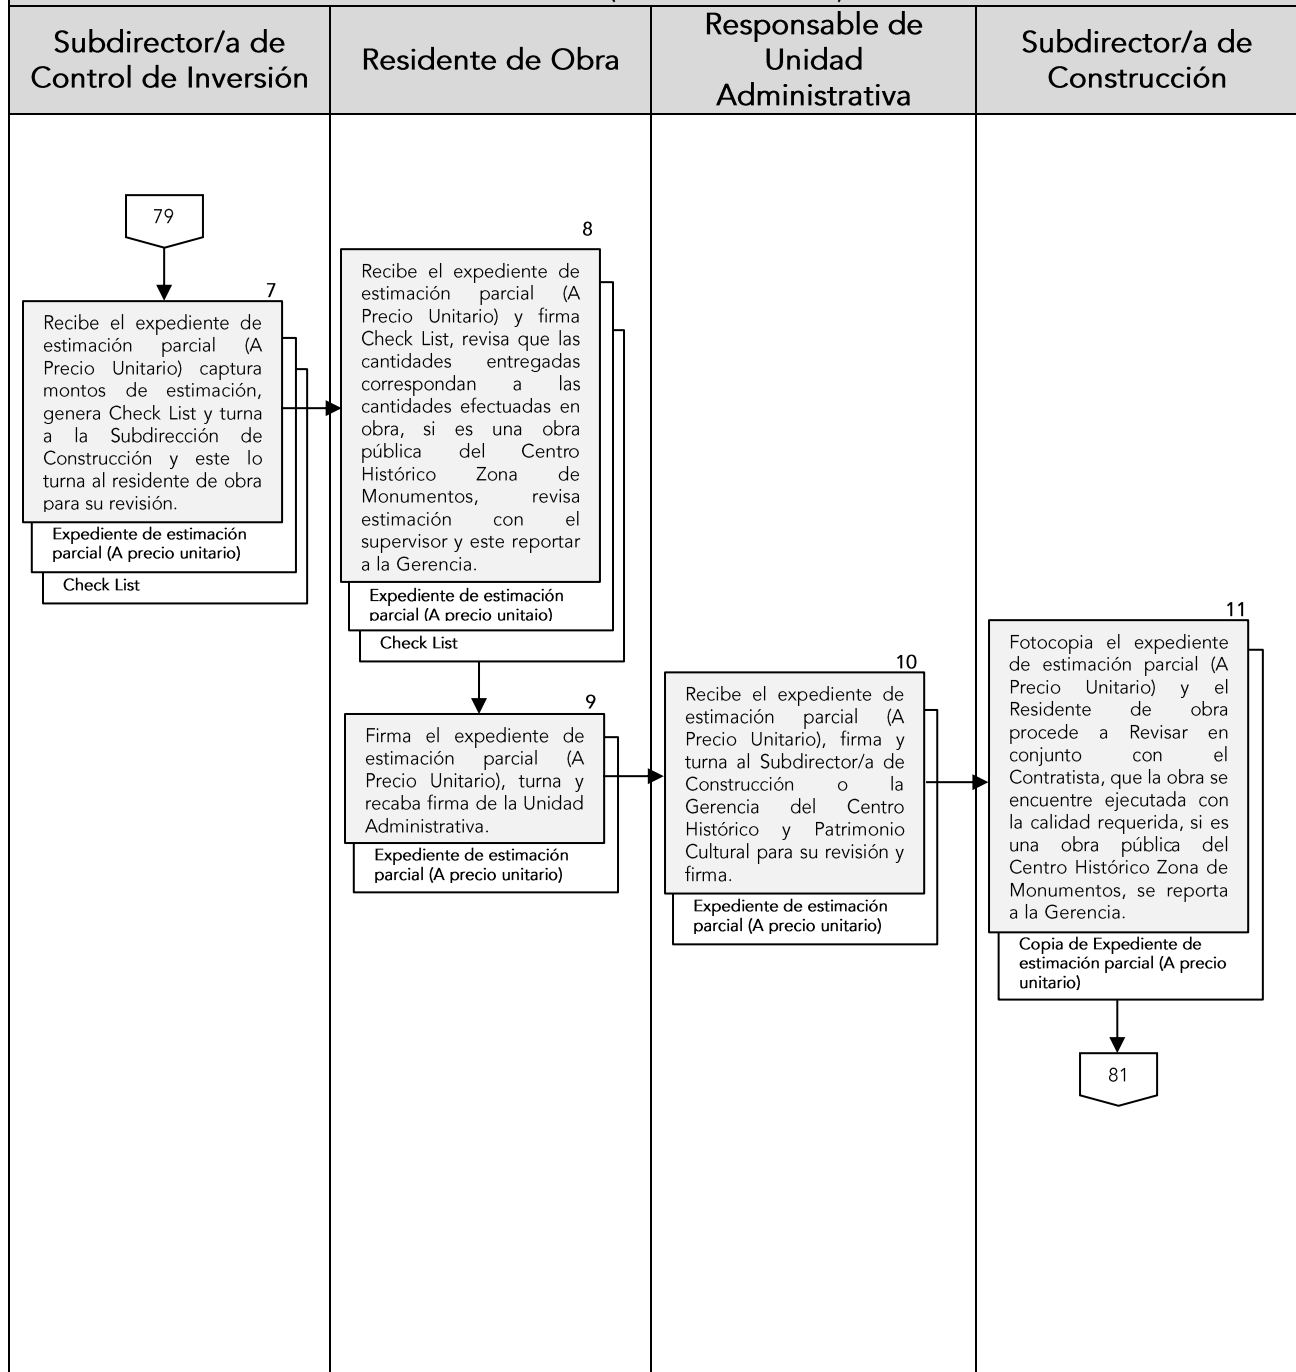 Subdirector/a de
Control de Inversión
Residente de Obra
Responsable de
Unidad
Administrativa
Subdirector/a de
Construcción
79
7
Recibe el expediente de
estimación parcial (A
Precio Unitario) captura
montos de estimación,
genera Check List y turna
a la Subdirección de
Construcción y este lo
turna al residente de obra
para su revisión.
Expediente de estimación
parcial (A precio unitario)
Check List
8
Recibe el expediente de
estimación parcial (A
Precio Unitario) y firma
Check List, revisa que las
cantidades entregadas
correspondan a las
cantidades efectuadas en
obra, si es una obra
pública del Centro
Histórico Zona de
Monumentos, revisa
estimación con el
supervisor y este reportar
a la Gerencia.
Expediente de estimación
parcial (A precio unitaio)
Check List
9
Firma el expediente de
estimación parcial (A
Precio Unitario), turna y
recaba firma de la Unidad
Administrativa.
Expediente de estimación
parcial (A precio unitario)
10
Recibe el expediente de
estimación parcial (A
Precio Unitario), firma y
turna al Subdirector/a de
Construcción o la
Gerencia del Centro
Histórico y Patrimonio
Cultural para su revisión y
firma.
Expediente de estimación
parcial (A precio unitario)
11
Fotocopia el expediente
de estimación parcial (A
Precio Unitario) y el
Residente de obra
procede a Revisar en
conjunto con el
Contratista, que la obra se
encuentre ejecutada con
la calidad requerida, si es
una obra pública del
Centro Histórico Zona de
Monumentos, se reporta
a la Gerencia.
Copia de Expediente de
estimación parcial (A precio
unitario)
81